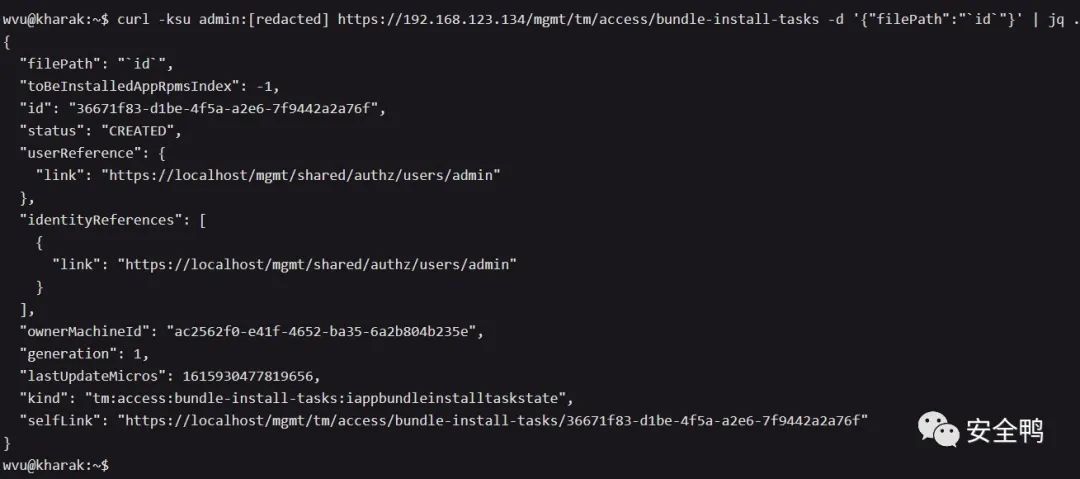 wvu@kharak:~$ curl -ksu admin:[redacted] https://192.168.123.134/mgmt/tm/access/bundle-install-tasks -d '{"filePath":"`id`"}' | jq .
{
  "filePath": "`id`",
  "toBeInstalledAppRpmsIndex": -1,
  "id": "36671f83-d1be-4f5a-a2e6-7f9442a2a76f",
  "status": "CREATED",
  "userReference": {
    "link": "https://localhost/mgmt/shared/authz/users/admin"
  },
  "identityReferences": [
    {
      "link": "https://localhost/mgmt/shared/authz/users/admin"
    }
  ],
  "ownerMachineId": "ac2562f0-e41f-4652-ba35-6a2b804b235e",
  "generation": 1,
  "lastUpdateMicros": 1615930477819656,
  "kind": "tm:access:bundle-install-tasks:iappbundleinstalltaskstate",
  "selfLink": "https://localhost/mgmt/tm/access/bundle-install-tasks/36671f83-d1be-4f5a-a2e6-7f9442a2a76f"
}
wvu@kharak:~$
安全鸭